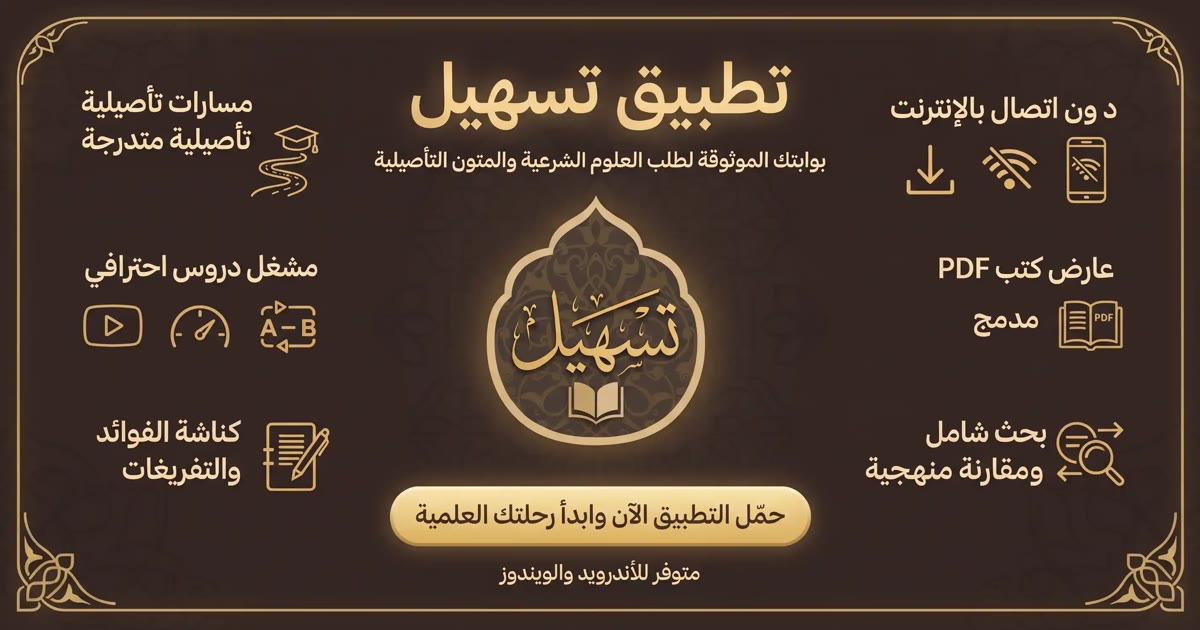 تطبيق تسهيل
بوابتك الموثوقة لطلب العلوم الشرعية والمتون التأصيلية
د ون اتصال بالإنترنت
عارض كتب PDF
مدمج
PDF
بحث شامل
ومقارنة منهجية
تَسْهِيَل
مسارات تأصيلية
تأصيلية متدرجة
مشغل دروس احترافي
A–B
كناشة الفوائد
والتفريغات
حمّل التطبيق الآن وابدأ رحلتك العلمية
متوفر للأندرويد والويندوز